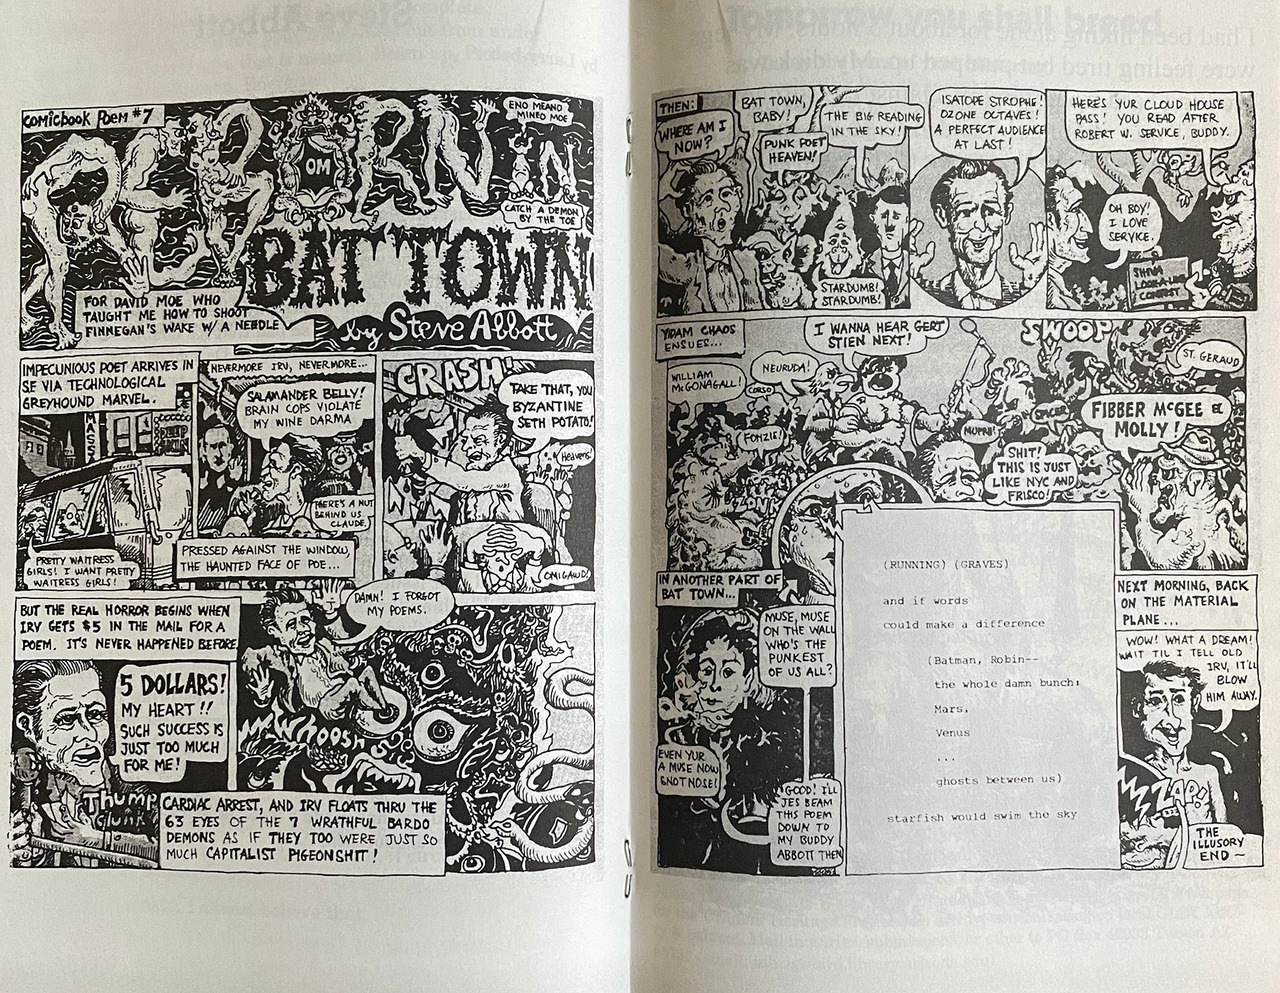 Steve Abbott
comicbook Poem #7
REBORN IN
OM
ENO MEANO
MINEO MOE
CATCH A DEMON
BY THE TOE
BAT TOWN
FOR DAVID MOE WHO
TAUGHT ME HOW TO SHOOT
FINNEGAN'S WAKE W/ A NEEDLE
by Steve Abbott
IMPECUNIOUS POET ARRIVES IN
SF VIA TECHNOLOGICAL
GREYHOUND MARVEL.
PRETTY WAITRESS
GIRLS! I WANT PRETTY
WAITRESS GIRLS!
NEVERMORE IRV, NEVERMORE...
SALAMANDER BELLY!
BRAIN COPS VIOLATE
MY WINE DARMA
THERE'S A NUT
BEHIND US
CLAUDE.
PRESSED AGAINST THE WINDOW,
THE HAUNTED FACE OF POE...
CRASH!
TAKE THAT, YOU
BYZANTINE
SETH POTATO!
Heavens!
OMIGAWD!
BUT THE REAL HORROR BEGINS WHEN
IRV GETS $5 IN THE MAIL FOR A
POEM. IT'S NEVER HAPPENED BEFORE.
5 DOLLARS!
MY HEART!!
SUCH SUCCESS IS
JUST TOO MUCH
FOR ME!
Thump
Clunk
DAMN! I FORGOT
MY POEMS.
WHOOSH
CARDIAC ARREST, AND IRV FLOATS THRU THE
63 EYES OF THE 7 WRATHFUL BARDO
DEMONS AS IF THEY TOO WERE JUST SO
MUCH CAPITALIST PIGEONSHIT!
THEN:
WHERE AM I
NOW?
BAT TOWN,
BABY!
PUNK POET
HEAVEN!
THE BIG READING
IN THE SKY!
STARDUMB!
STARDUMB!
ISATOPE STROPHE!
OZONE OCTAVES!
A PERFECT AUDIENCE
AT LAST!
HERE'S YUR CLOUD HOUSE
PASS! YOU READ AFTER
ROBERT W. SERVICE, BUDDY.
OH BOY!
I LOVE
SERVICE.
SHIVA
LOOK-A-LIKE
CONTEST
YIDAM CHAOS
ENSUES...
WILLIAM
McGONAGALL!
NERUDA!
CORSO
I WANNA HEAR GERT
STIEN NEXT!
SWOOP
ST. GERAUD
FONZIE!
SPICER
FIBBER McGEE &
MOLLY!
SHIT!
THIS IS JUST
LIKE NYC AND
FRISCO!
IN ANOTHER PART OF
BAT TOWN...
MUSE, MUSE
ON THE WALL
WHO'S THE
PUNKEST
OF US ALL?
EVEN YUR
A MUSE NOW
SNOTNOSE!
GOOD! I'LL
JES BEAM
THIS POEM
DOWN TO
MY BUDDY
ABBOTT THEN
(RUNNING) (GRAVES)
and if words
could make a difference
(Batman, Robin--
the whole damn bunch:
Mars,
Venus
...
ghosts between us)
starfish would swim the sky
NEXT MORNING, BACK
ON THE MATERIAL
PLANE...
WOW! WHAT A DREAM!
WAIT TIL I TELL OLD
IRV, IT'LL
BLOW
HIM AWAY.
ZAP!
THE
ILLUSORY
END ~